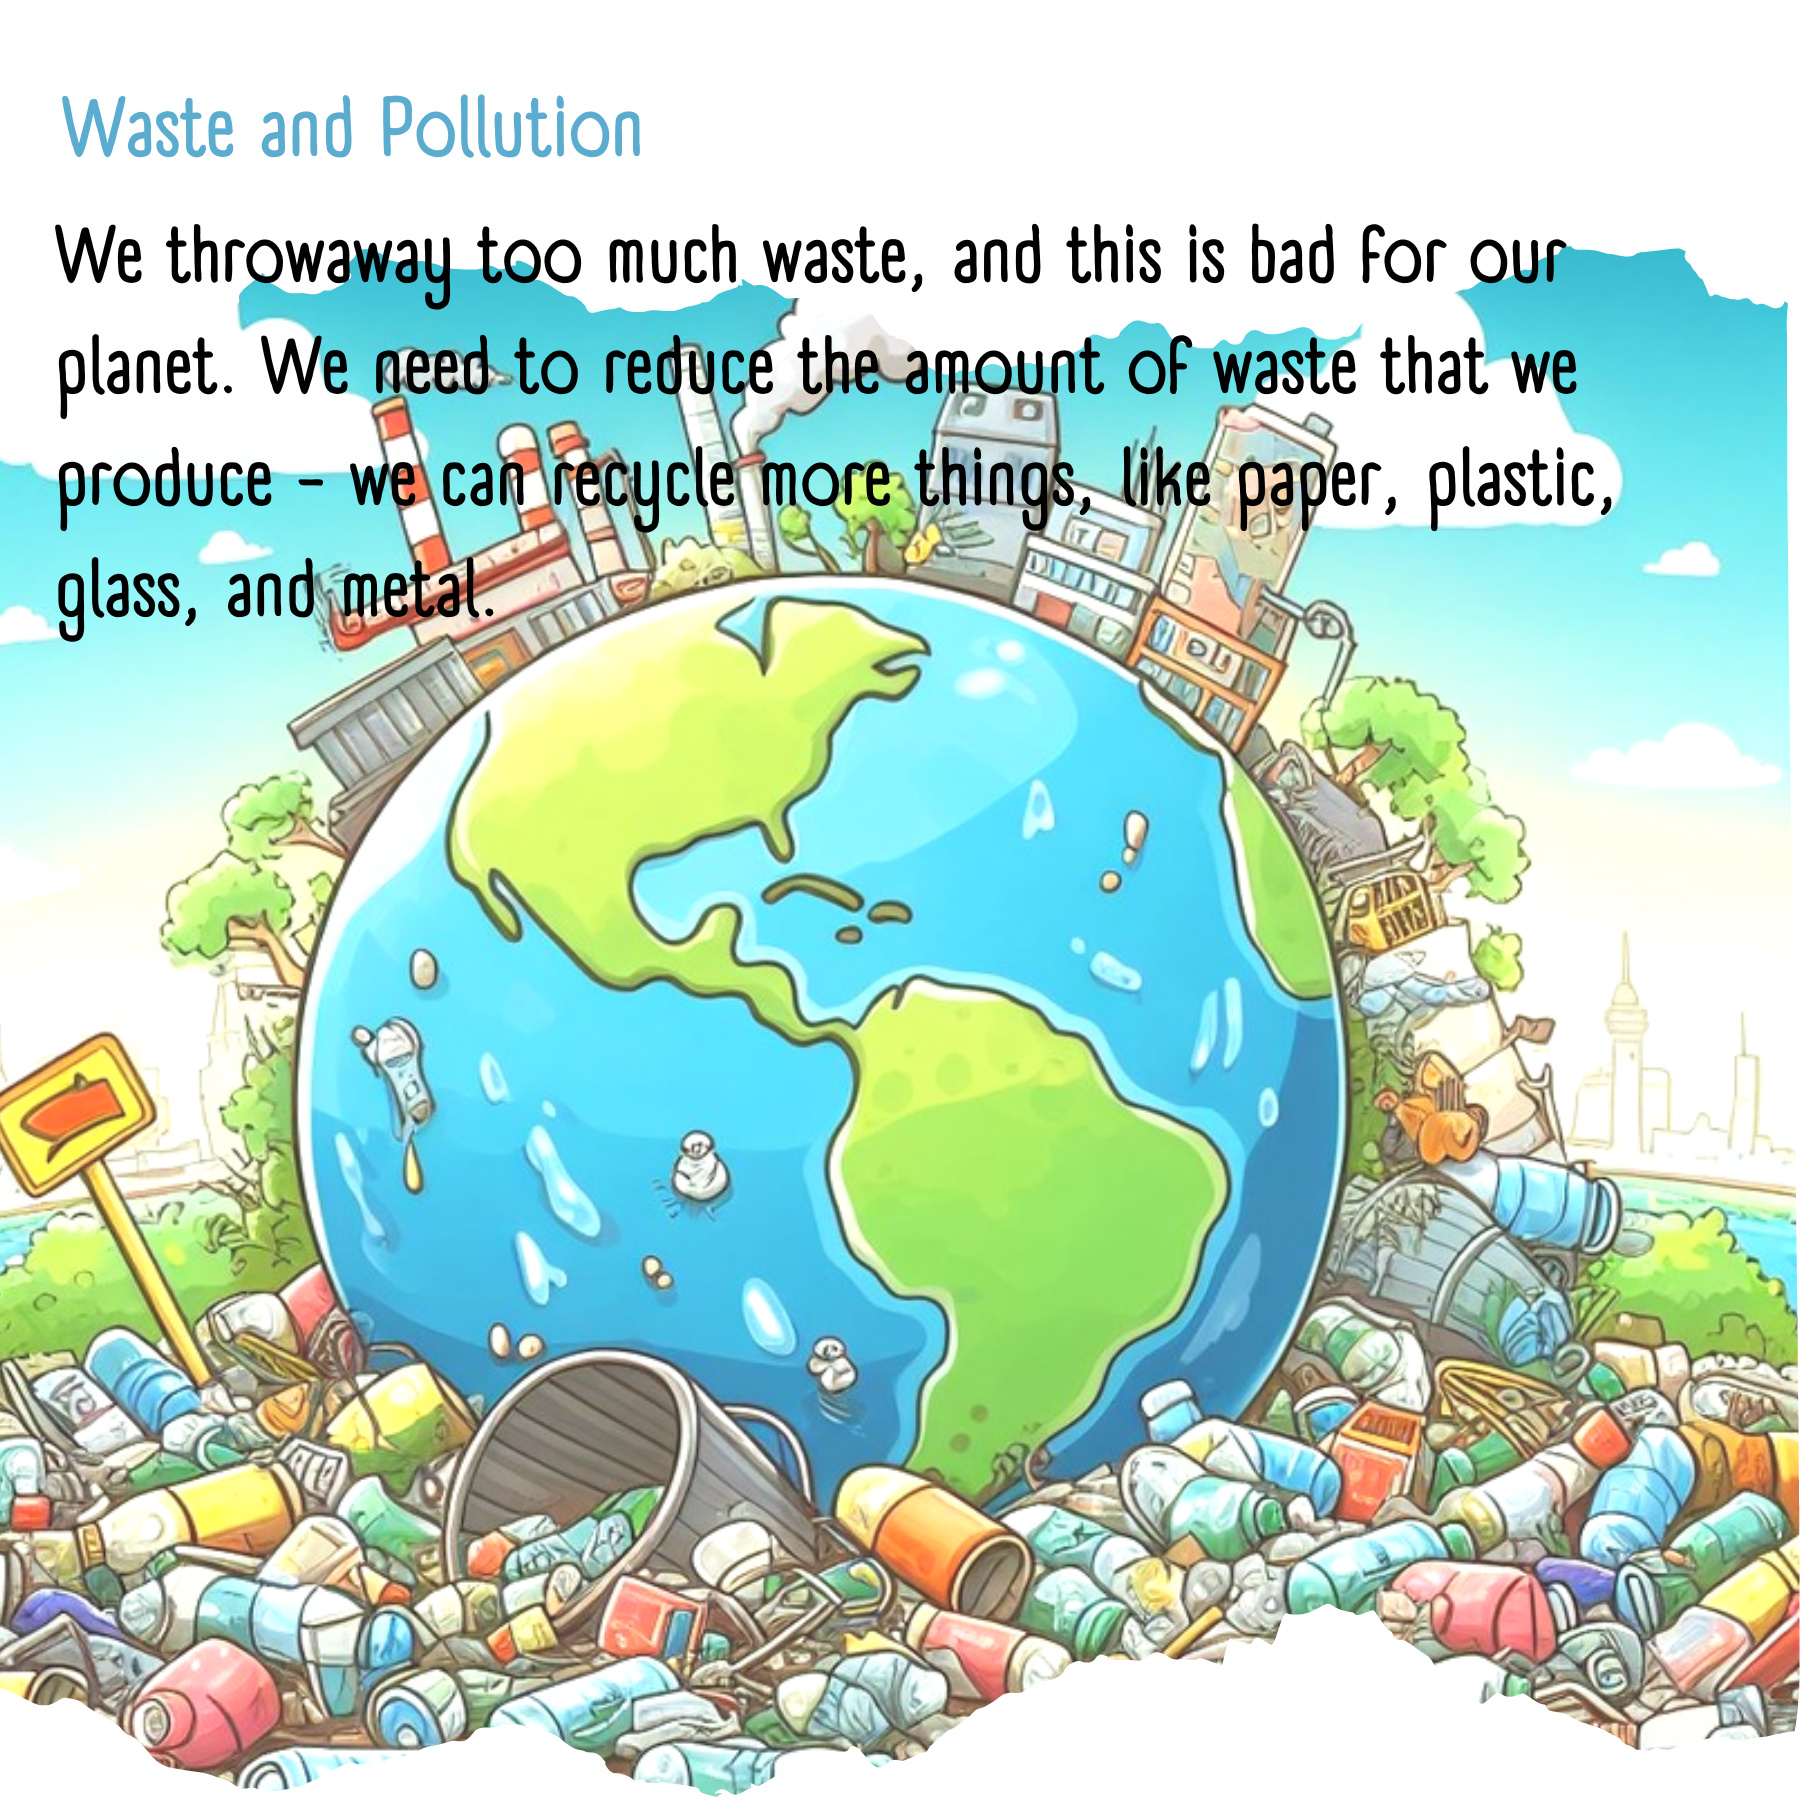 Waste and Pollution
We throwaway too much waste, and this is bad for our
planet. We need to reduce the amount of waste that we
produce - we can recycle more things, like paper, plastic,
glass, and metal.